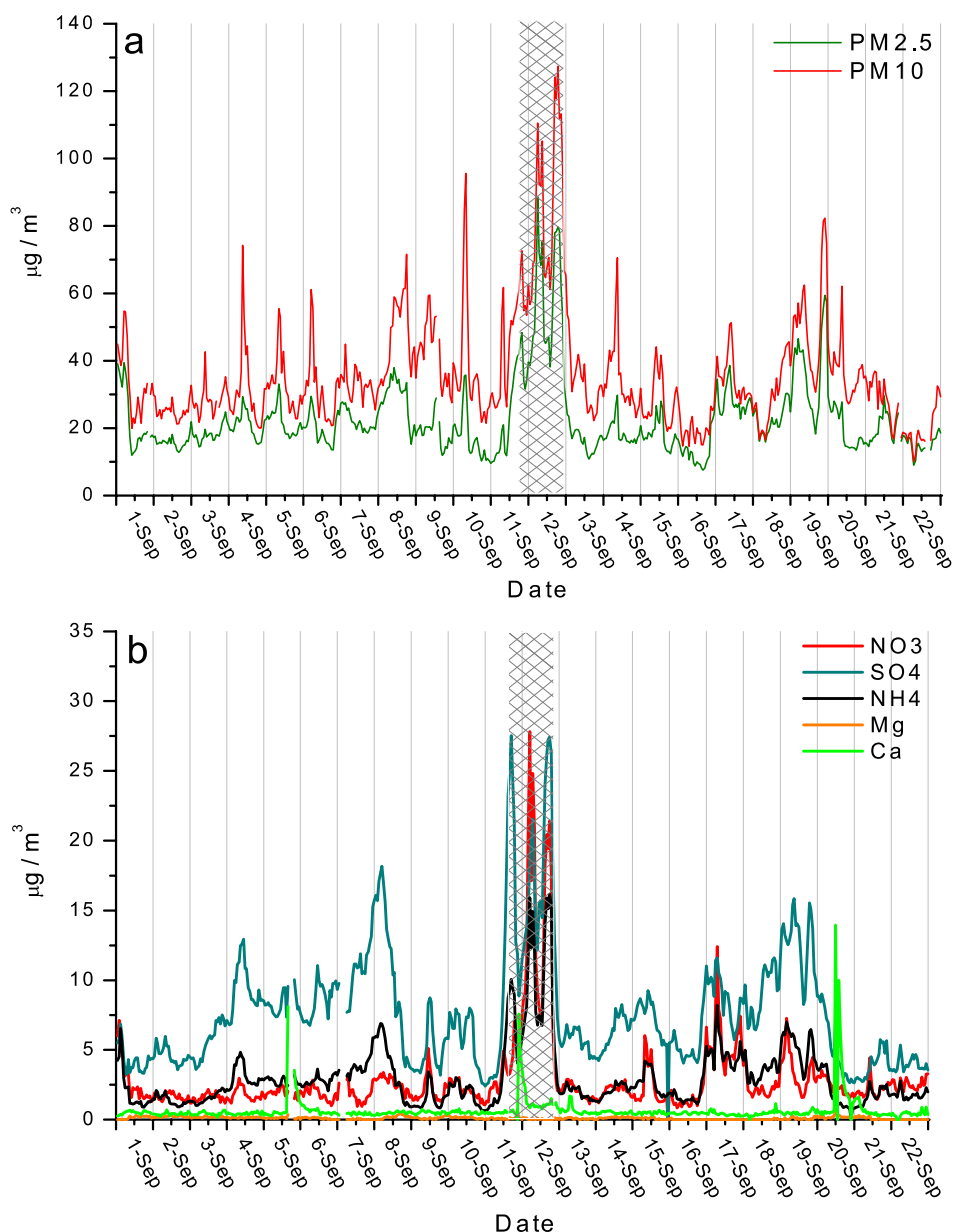 a
PM2.5
PM10
140
120
100
80
60
40
20
0
μg / m³
1-Sep
2-Sep
3-Sep
4-Sep
5-Sep
6-Sep
7-Sep
8-Sep
9-Sep
10-Sep
11-Sep
12-Sep
13-Sep
14-Sep
15-Sep
16-Sep
17-Sep
18-Sep
19-Sep
20-Sep
21-Sep
22-Sep
Date
b
NO3
SO4
NH4
Mg
Ca
35
30
25
20
15
10
5
0
μg / m³
1-Sep
2-Sep
3-Sep
4-Sep
5-Sep
6-Sep
7-Sep
8-Sep
9-Sep
10-Sep
11-Sep
12-Sep
13-Sep
14-Sep
15-Sep
16-Sep
17-Sep
18-Sep
19-Sep
20-Sep
21-Sep
22-Sep
Date